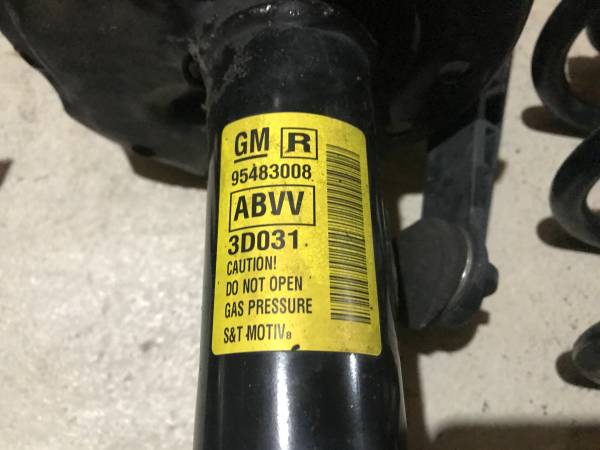 GM R
95483008
ABVV
3D031
CAUTION!
DO NOT OPEN
GAS PRESSURE
S&T MOTIV